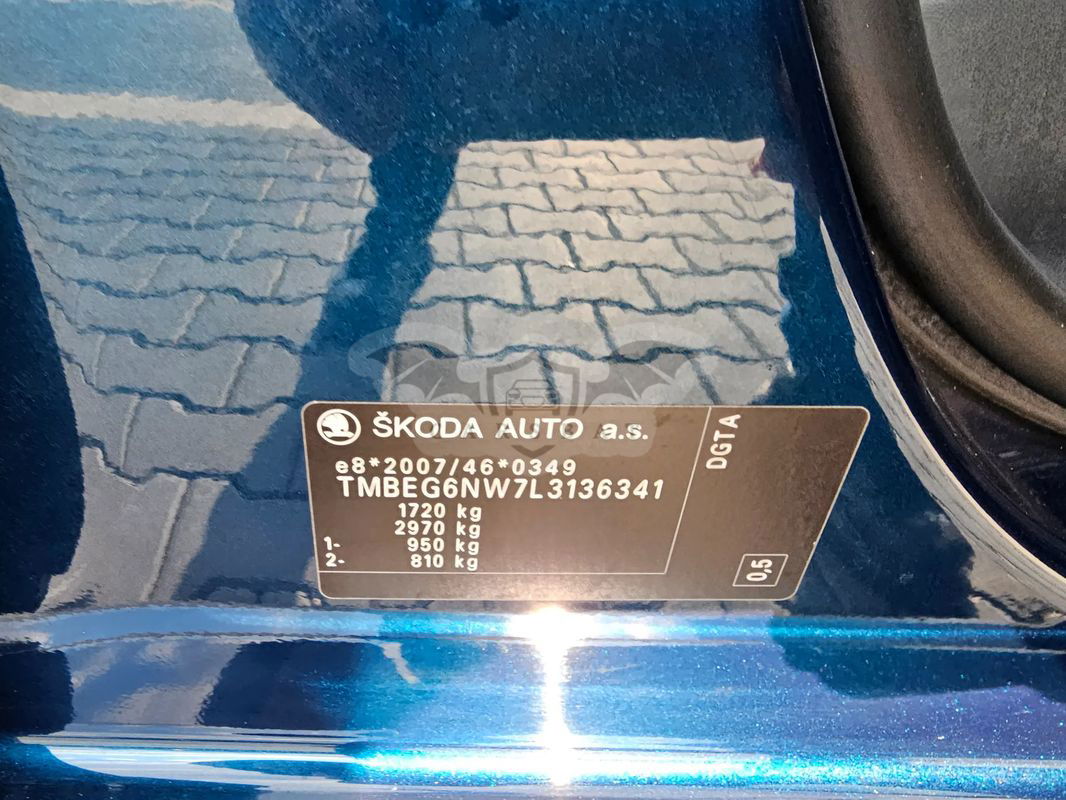 ŠKODA AUTO a.s.
e8*2007/46*0349
TMBEG6NW7L3136341
1720 kg
2970 kg
1- 950 kg
2- 810 kg
DGTA
0,5